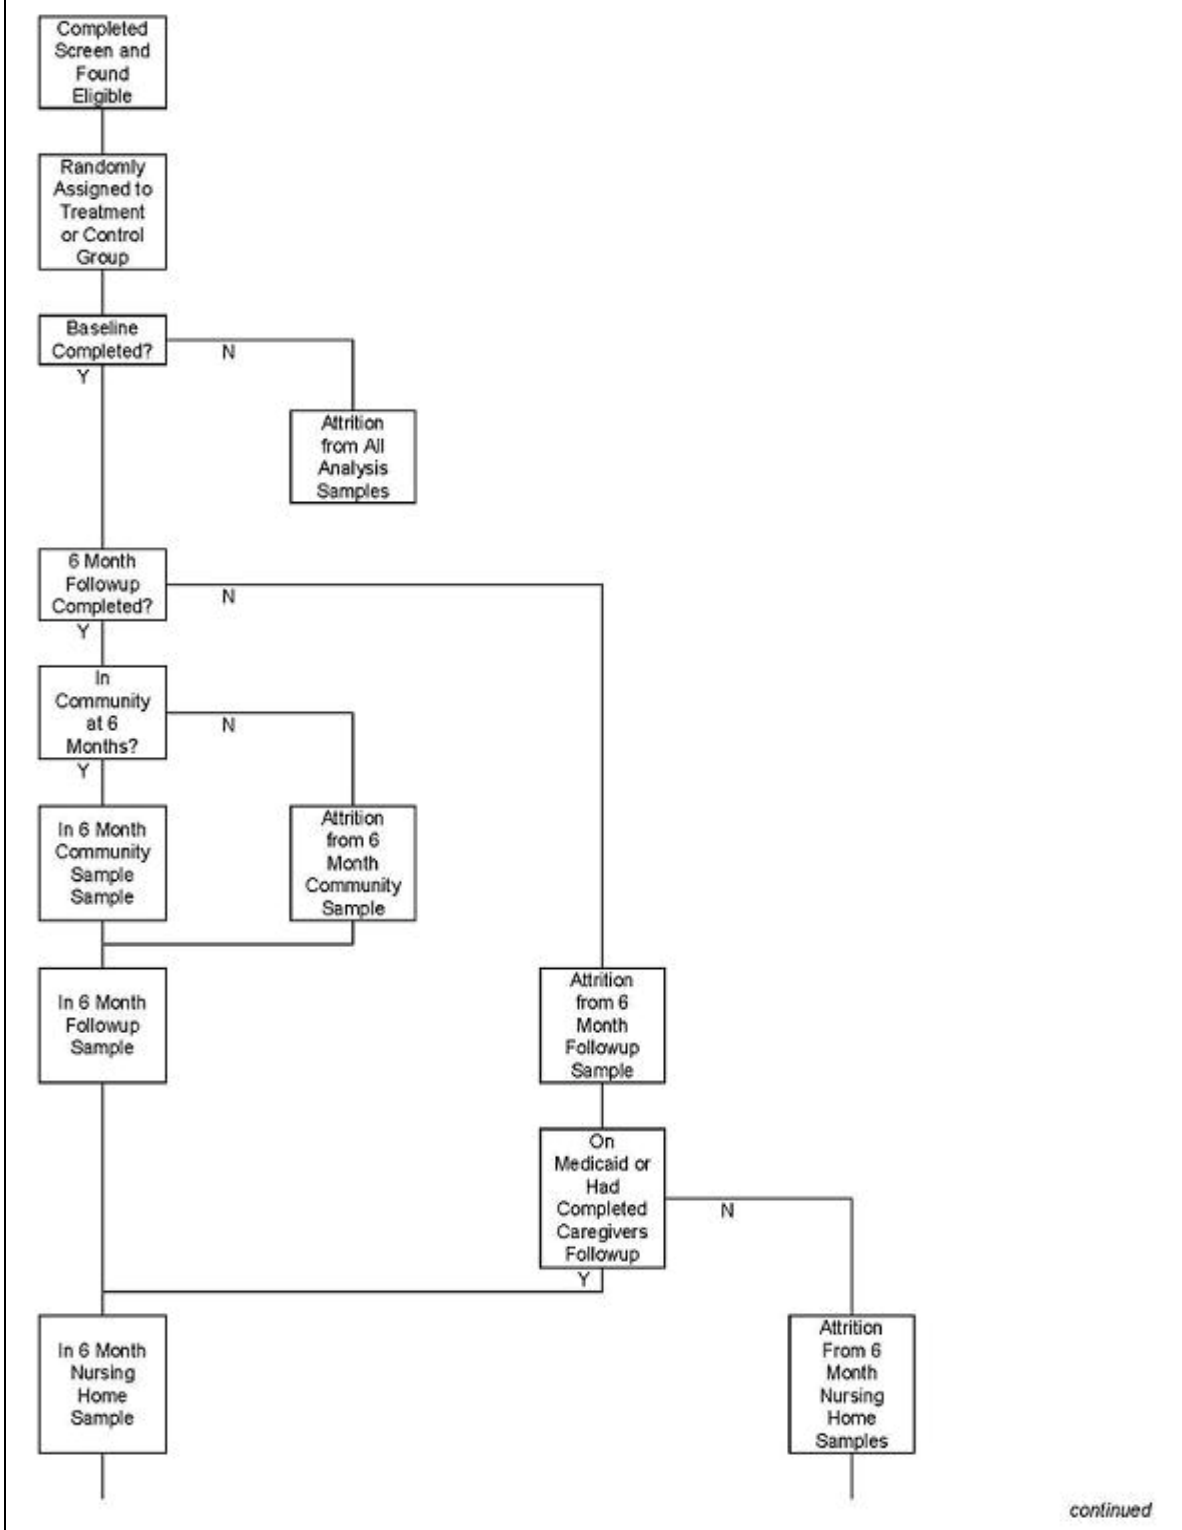 Completed
Screen and
Found
Eligible
Randomly
Assigned to
Treatment
or Control
Group
Baseline
Completed?
N
Y
Attrition
from All
Analysis
Samples
6 Month
Followup
Completed?
N
Y
In
Community
at 6
Months?
N
Y
In 6 Month
Community
Sample
Sample
Attrition
from 6
Month
Community
Sample
In 6 Month
Followup
Sample
Attrition
from 6
Month
Followup
Sample
On
Medicaid or
Had
Completed
Caregivers
Followup
N
Y
In 6 Month
Nursing
Home
Sample
Attrition
From 6
Month
Nursing
Home
Samples
continued